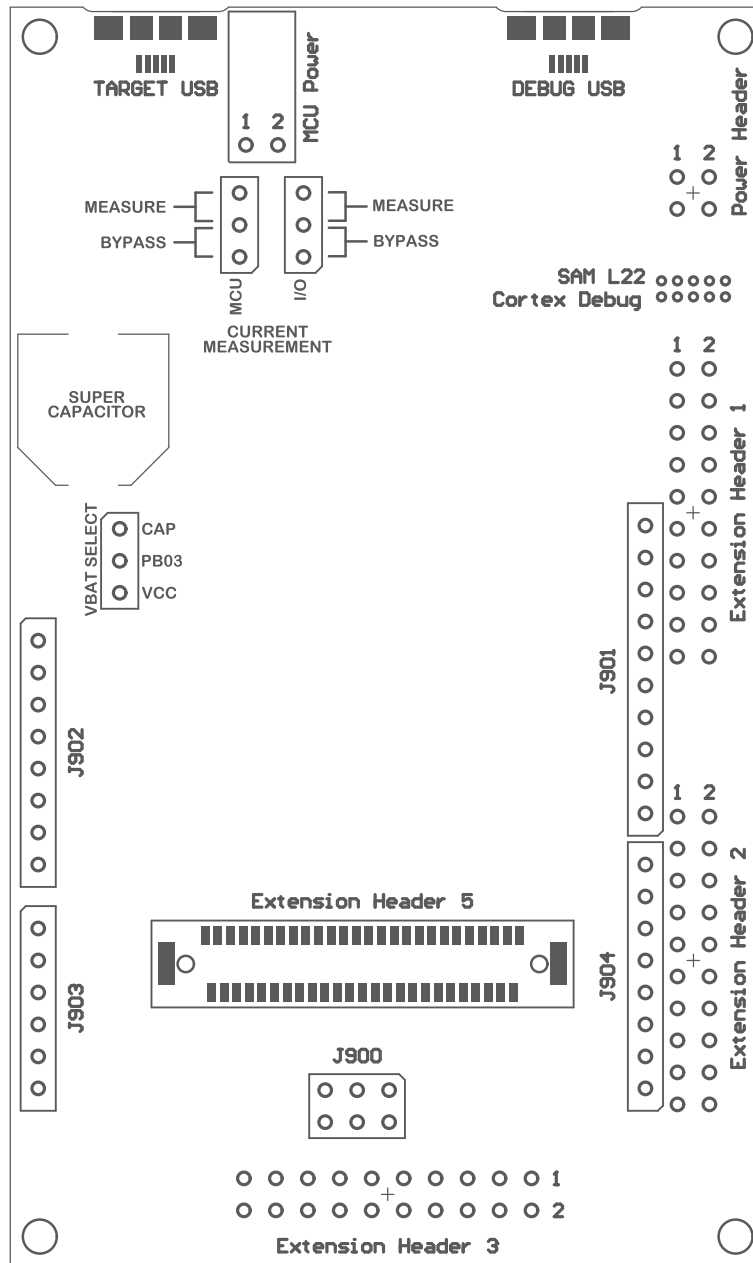 TARGET USB
DEBUG USB
MCU Power
1 2
Power Header
1 2
MEASURE
BYPASS
MEASURE
BYPASS
MCU
I/O
CURRENT
MEASUREMENT
SAM L22
Cortex Debug
1 2
Extension Header 1
SUPER
CAPACITOR
VBAT SELECT
CAP
PB03
VCC
J901
J902
1 2
Extension Header 2
Extension Header 5
J903
J904
J900
1
2
Extension Header 3